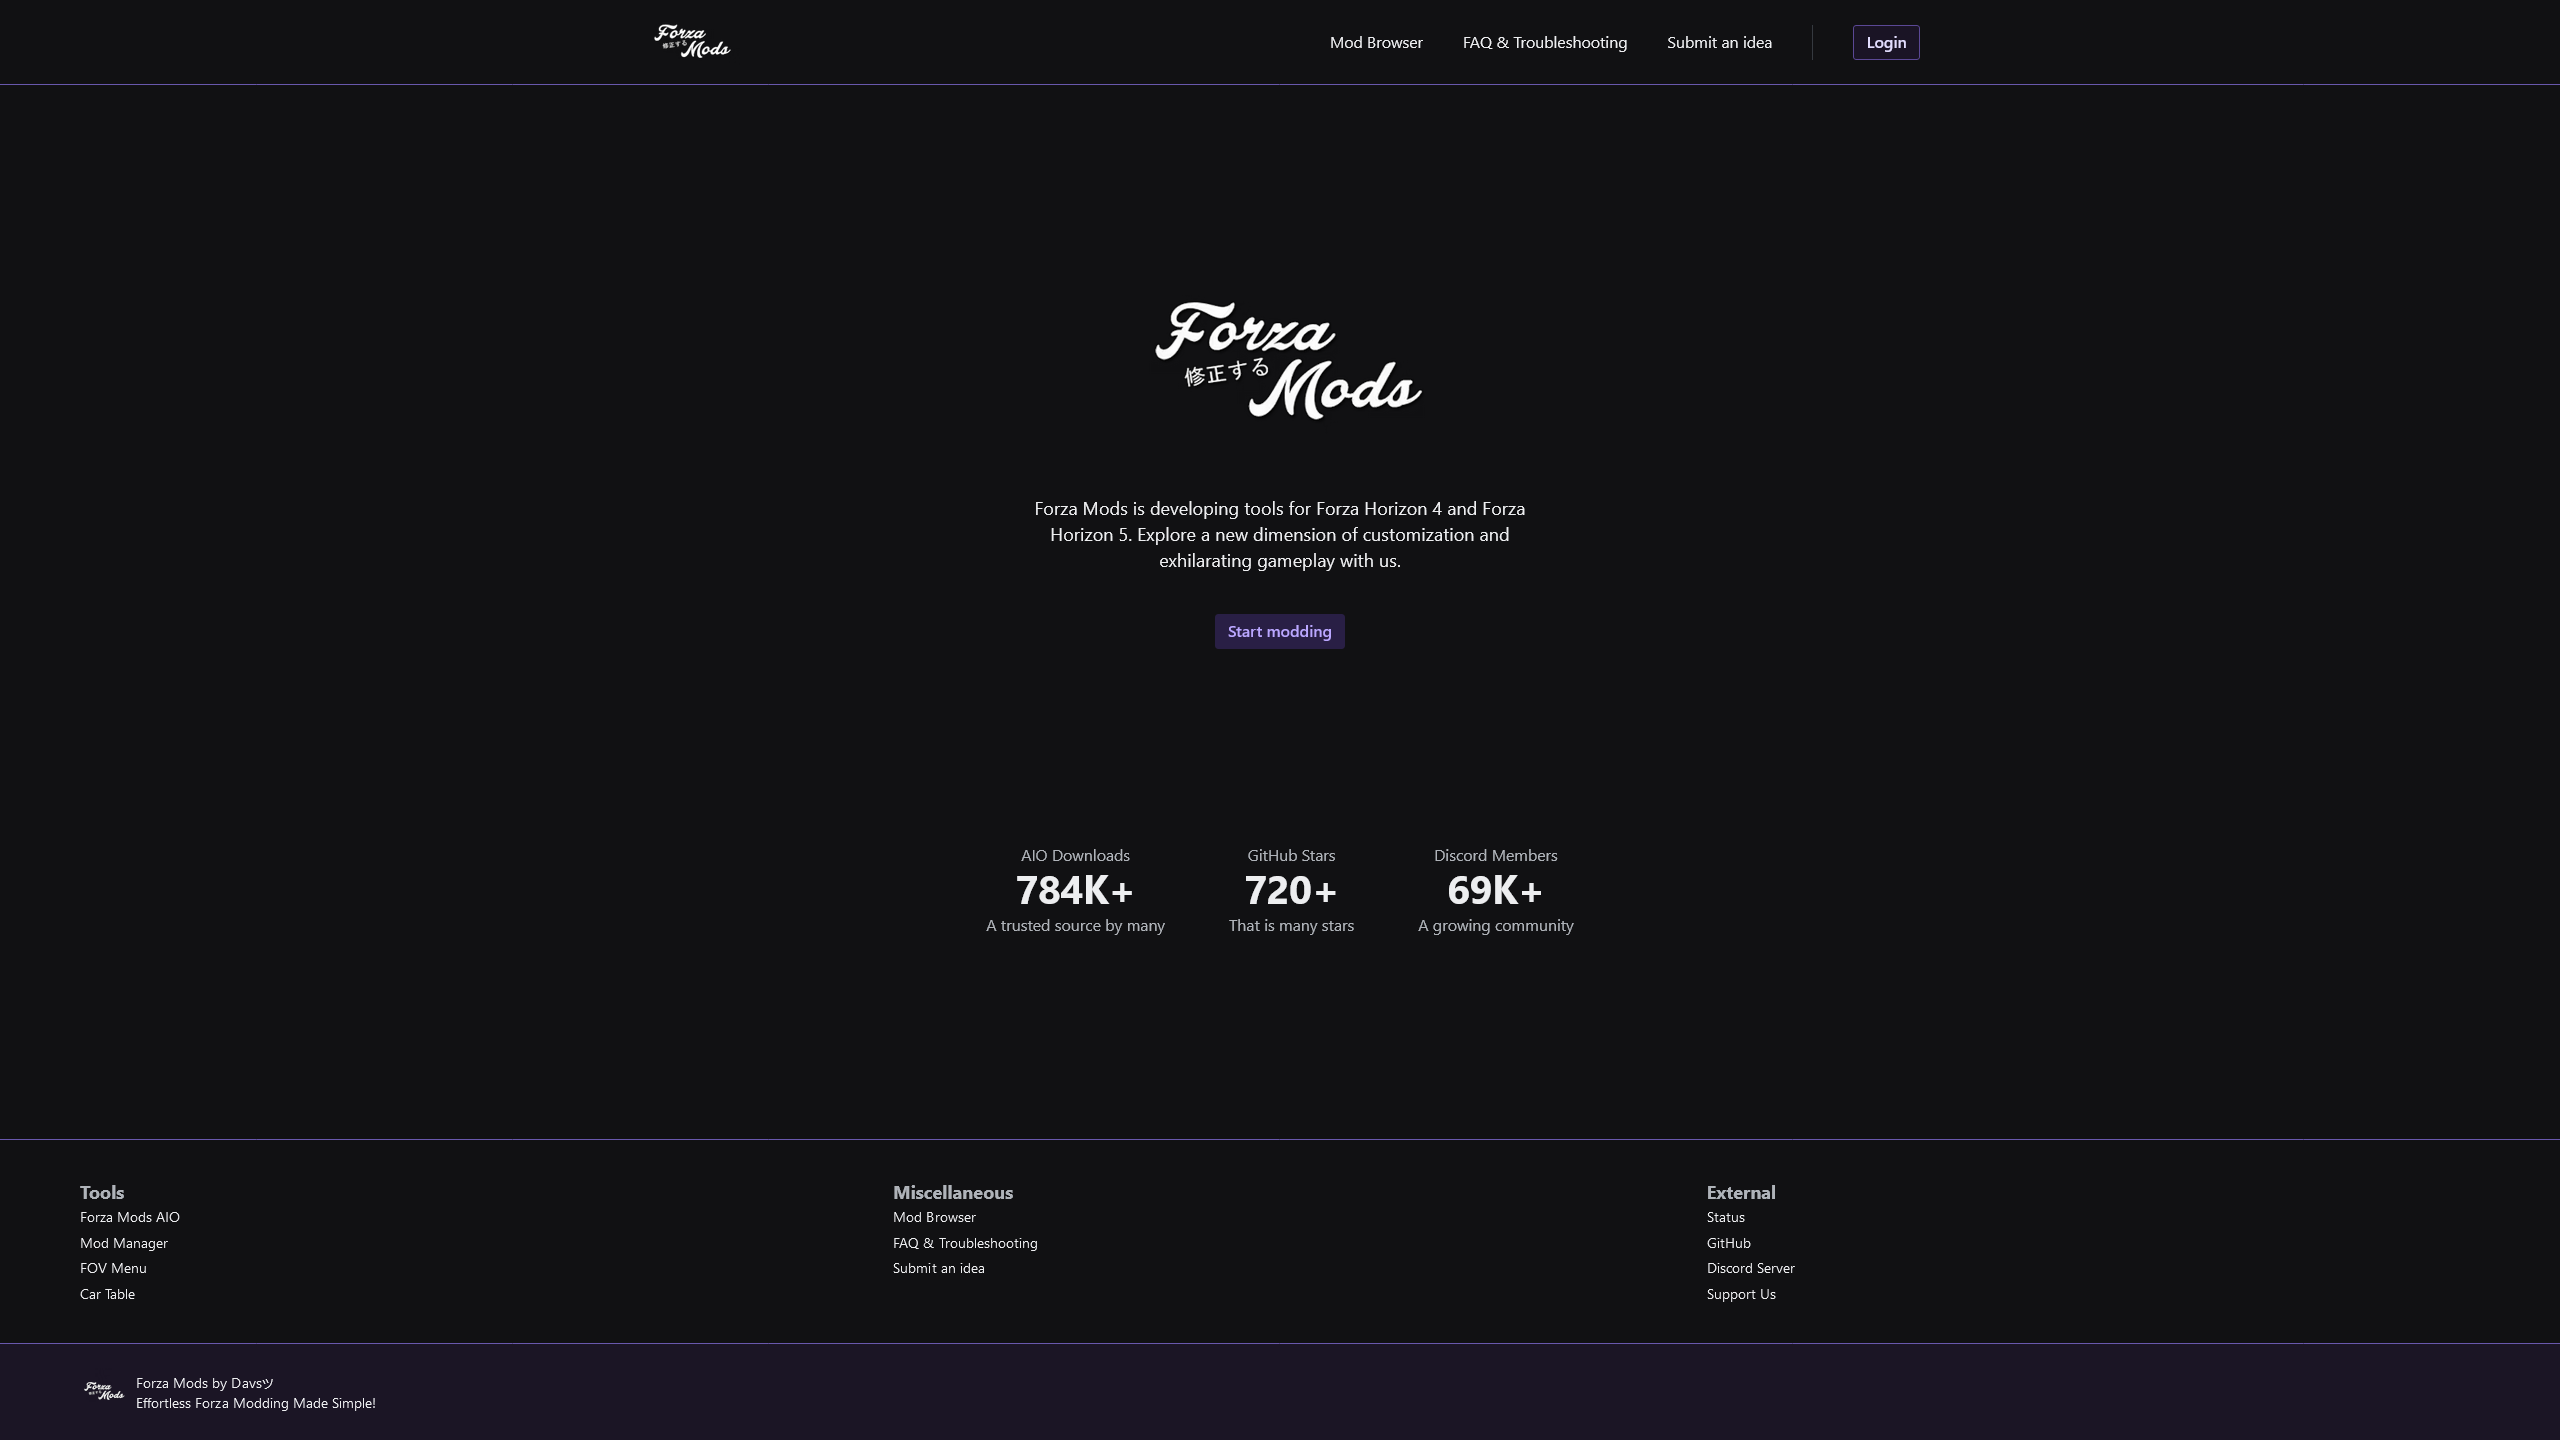 Forza
修正する
Mods
Mod Browser
FAQ & Troubleshooting
Submit an idea
Login
Forza
修正する
Mods
Forza Mods is developing tools for Forza Horizon 4 and Forza
Horizon 5. Explore a new dimension of customization and
exhilarating gameplay with us.
Start modding
AIO Downloads
784K+
A trusted source by many
GitHub Stars
720+
That is many stars
Discord Members
69K+
A growing community
Tools
Forza Mods AIO
Mod Manager
FOV Menu
Car Table
Miscellaneous
Mod Browser
FAQ & Troubleshooting
Submit an idea
External
Status
GitHub
Discord Server
Support Us
Forza
Mods
Forza Mods by Davsツ
Effortless Forza Modding Made Simple!